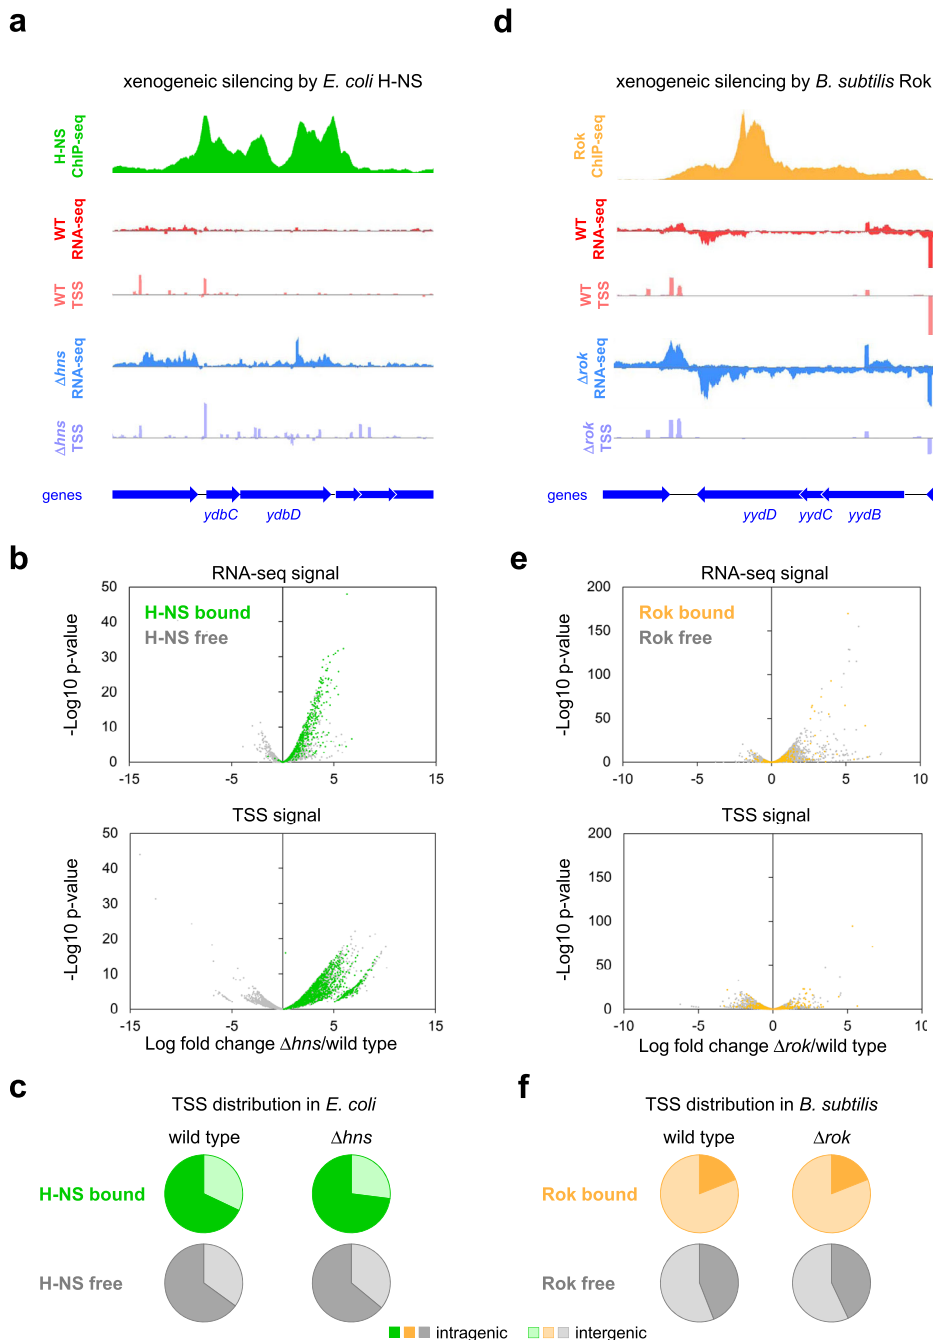 a
xenogeneic silencing by E. coli H-NS
H-NS
ChIP-seq
WT
RNA-seq
WT
TSS
Δhns
RNA-seq
Δhns
TSS
genes
ydbC
ydbD
d
xenogeneic silencing by B. subtilis Rok
Rok
ChIP-seq
WT
RNA-seq
WT
TSS
Δrok
RNA-seq
Δrok
TSS
genes
yydD
yydC
yydB
b
RNA-seq signal
H-NS bound
H-NS free
-Log10 p-value
50
40
30
20
10
0
-15
-5
5
15
TSS signal
-Log10 p-value
50
40
30
20
10
0
-15
-5
5
15
Log fold change Δhns/wild type
e
RNA-seq signal
Rok bound
Rok free
-Log10 p-value
200
150
100
50
0
-10
-5
0
5
10
TSS signal
-Log10 p-value
200
150
100
50
0
-10
-5
0
5
10
Log fold change Δrok/wild type
c
TSS distribution in E. coli
wild type
Δhns
H-NS bound
H-NS free
f
TSS distribution in B. subtilis
wild type
Δrok
Rok bound
Rok free
intragenic
intergenic